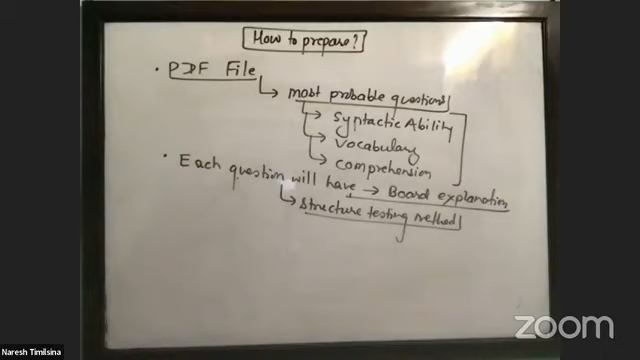 How to prepare?
• PDF File
→ most probable questions
→ Syntactic Ability
→ vocabulary
→ comprehension
• Each question will have → Board explanation
→ structure testing method
zoom
Naresh Timilsina